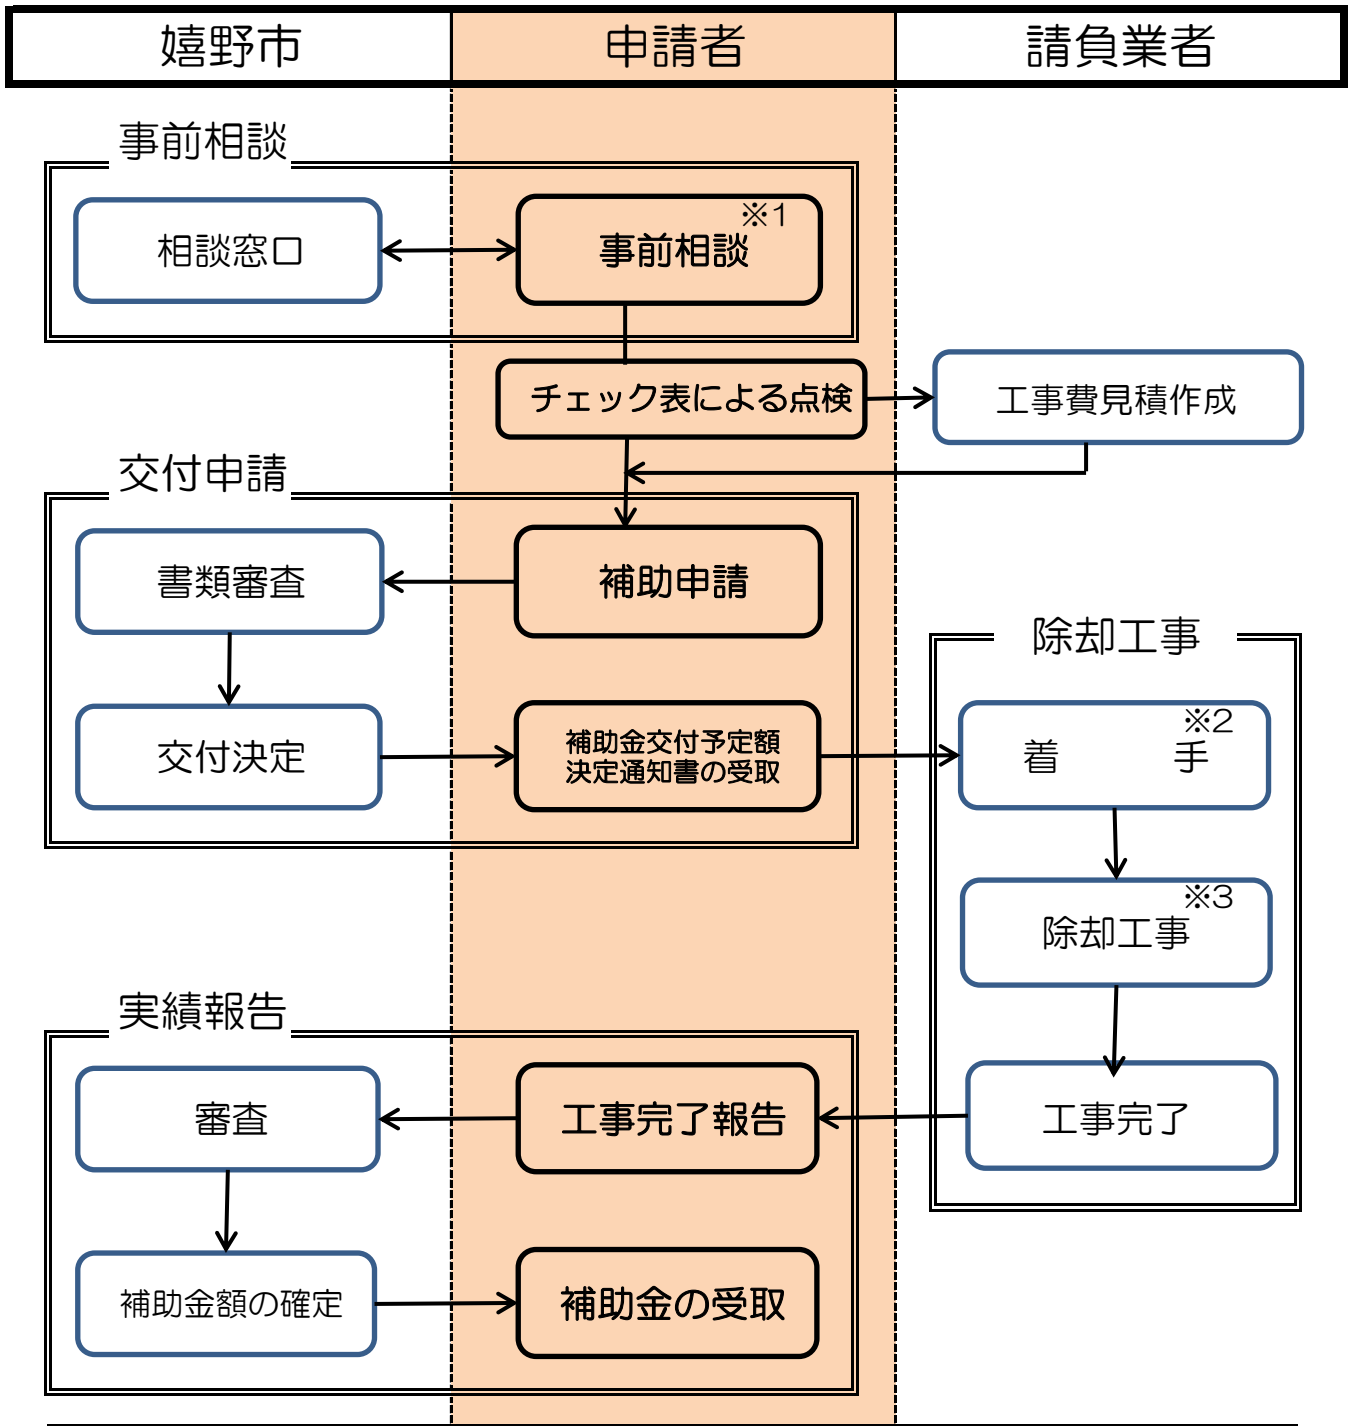 嬉野市
申請者
請負業者
事前相談
相談窓口
※1
事前相談
チェック表による点検
工事費見積作成
交付申請
書類審査
補助申請
交付決定
補助金交付予定額
決定通知書の受取
除却工事
※2
着 手
※3
除却工事
工事完了
実績報告
審査
工事完了報告
補助金額の確定
補助金の受取